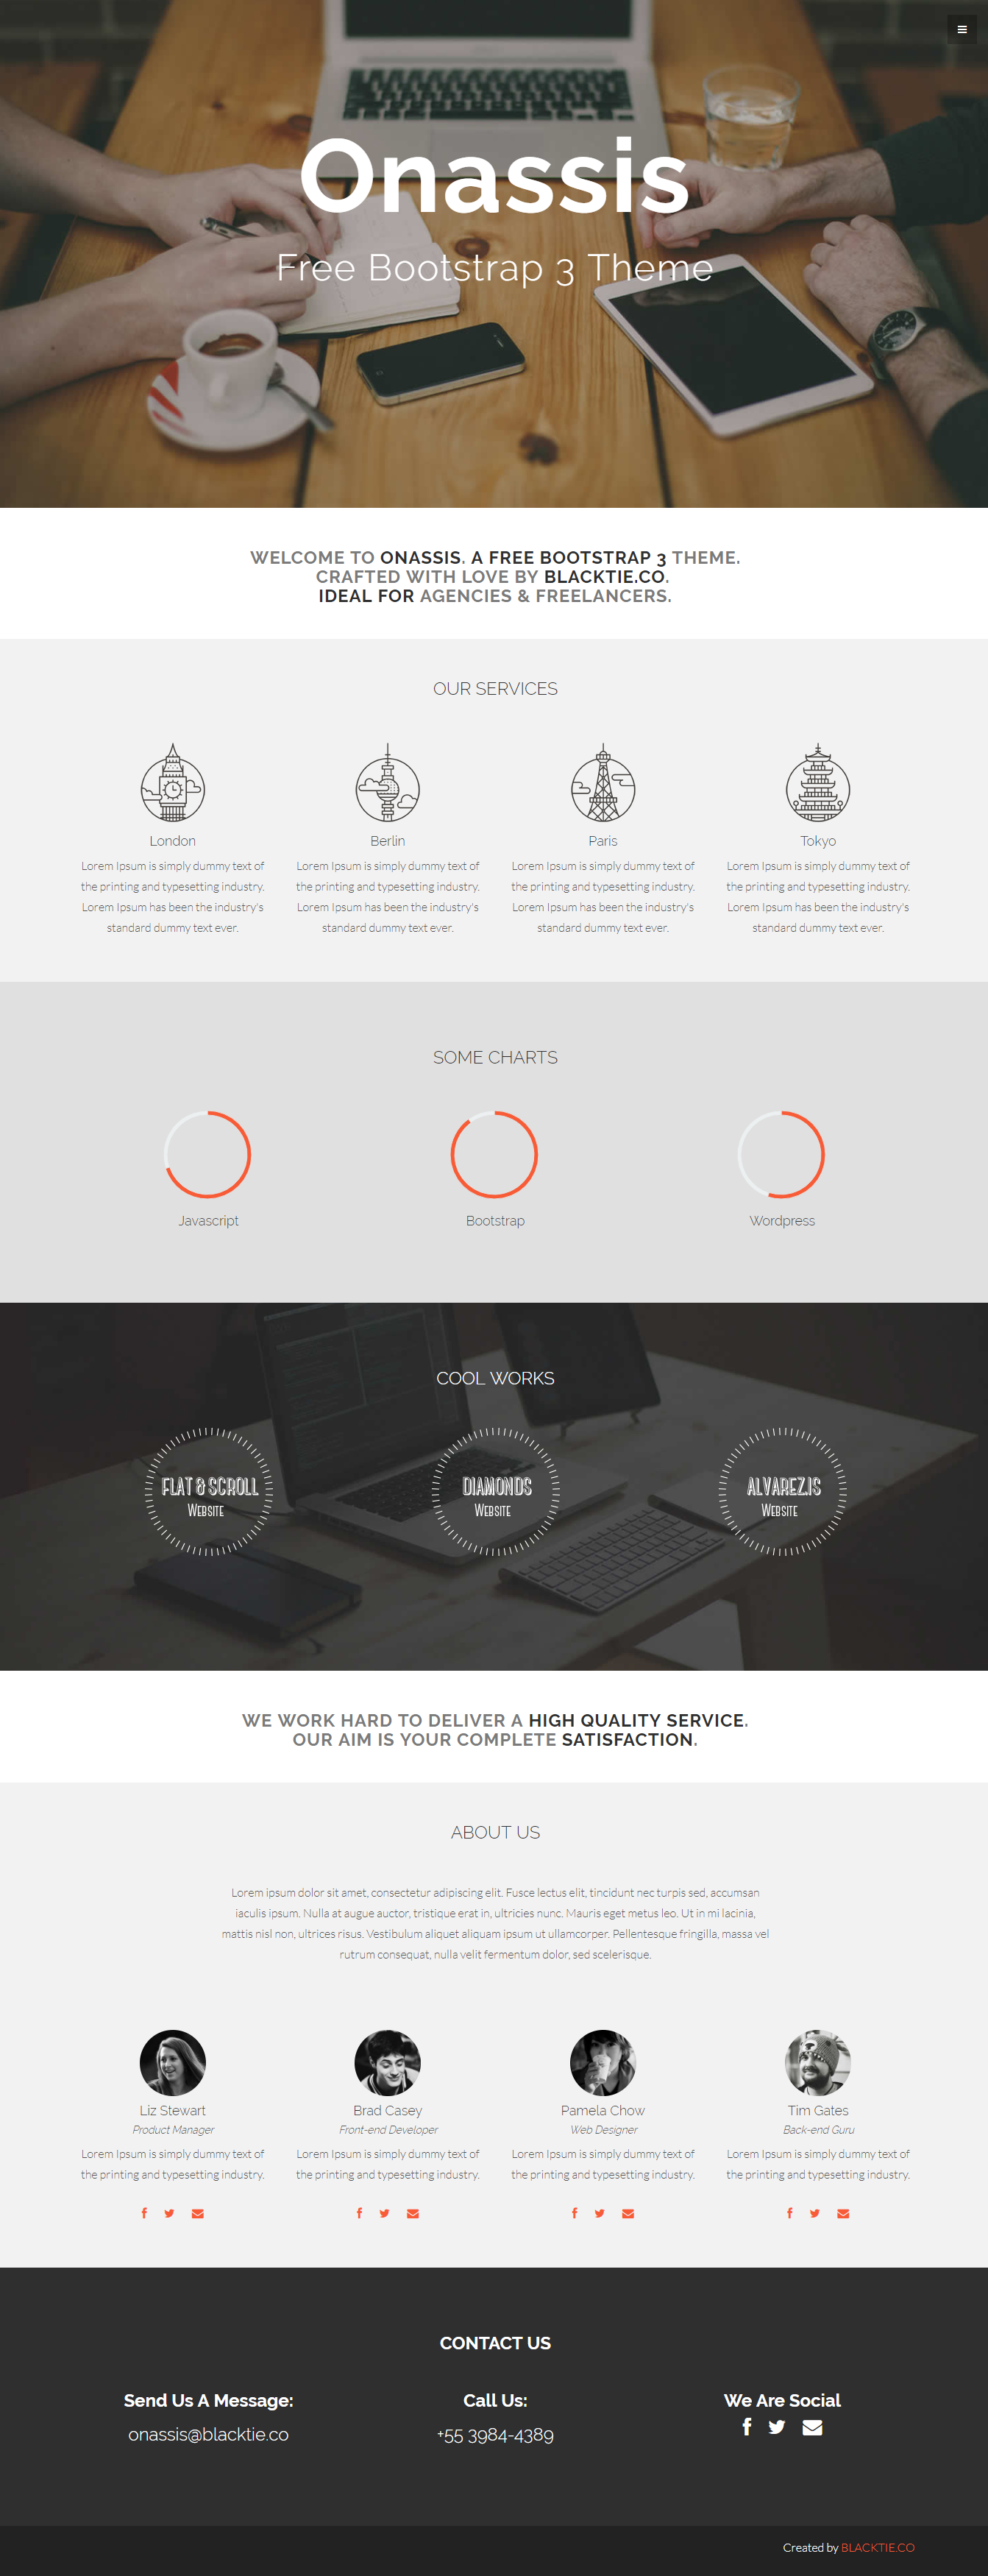 Onassis
Free Bootstrap 3 Theme
WELCOME TO ONASSIS. A FREE BOOTSTRAP 3 THEME.
CRAFTED WITH LOVE BY BLACKTIE.CO.
IDEAL FOR AGENCIES & FREELANCERS.
OUR SERVICES
London
Lorem Ipsum is simply dummy text of
the printing and typesetting industry.
Lorem Ipsum has been the industry's
standard dummy text ever.
Berlin
Lorem Ipsum is simply dummy text of
the printing and typesetting industry.
Lorem Ipsum has been the industry's
standard dummy text ever.
Paris
Lorem Ipsum is simply dummy text of
the printing and typesetting industry.
Lorem Ipsum has been the industry's
standard dummy text ever.
Tokyo
Lorem Ipsum is simply dummy text of
the printing and typesetting industry.
Lorem Ipsum has been the industry's
standard dummy text ever.
SOME CHARTS
Javascript
Bootstrap
Wordpress
COOL WORKS
FLAT & SCROLL
WEBSITE
DIAMONDS
WEBSITE
ALVAREZ.IS
WEBSITE
WE WORK HARD TO DELIVER A HIGH QUALITY SERVICE.
OUR AIM IS YOUR COMPLETE SATISFACTION.
ABOUT US
Lorem ipsum dolor sit amet, consectetur adipiscing elit. Fusce lectus elit, tincidunt nec turpis sed, accumsan
iaculis ipsum. Nulla at augue auctor, tristique erat in, ultricies nunc. Mauris eget metus leo. Ut in mi lacinia,
mattis nisl non, ultrices risus. Vestibulum aliquet aliquam ipsum ut ullamcorper. Pellentesque fringilla, massa vel
rutrum consequat, nulla velit fermentum dolor, sed scelerisque.
Liz Stewart
Product Manager
Lorem Ipsum is simply dummy text of
the printing and typesetting industry.
Brad Casey
Front-end Developer
Lorem Ipsum is simply dummy text of
the printing and typesetting industry.
Pamela Chow
Web Designer
Lorem Ipsum is simply dummy text of
the printing and typesetting industry.
Tim Gates
Back-end Guru
Lorem Ipsum is simply dummy text of
the printing and typesetting industry.
CONTACT US
Send Us A Message:
onassis@blacktie.co
Call Us:
+55 3984-4389
We Are Social
Created by BLACKTIE.CO